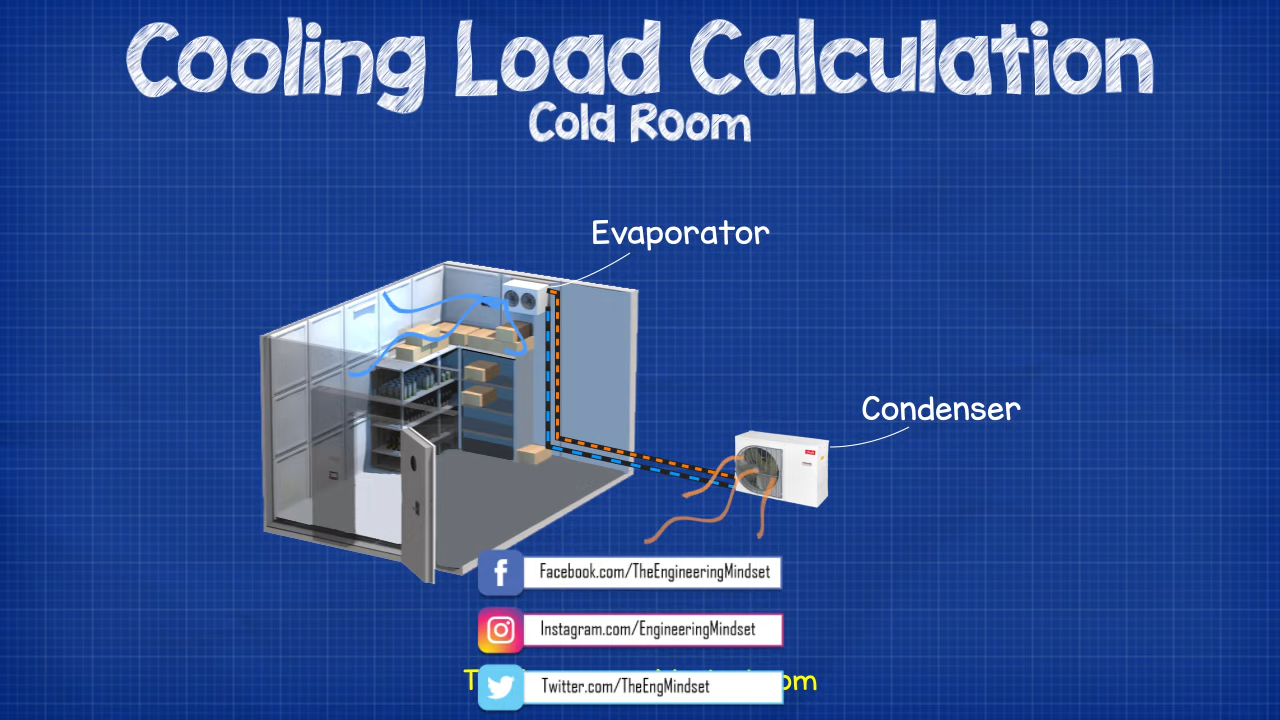 Cooling Load Calculation
Cold Room
Evaporator
Condenser
Facebook.com/TheEngineeringMindset
Instagram.com/EngineeringMindset
Twitter.com/TheEngMindset